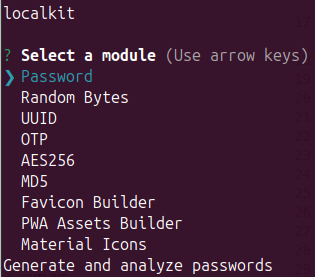 localkit
? Select a module (Use arrow keys)
❯ Password
Random Bytes
UUID
OTP
AES256
MD5
Favicon Builder
PWA Assets Builder
Material Icons
Generate and analyze passwords